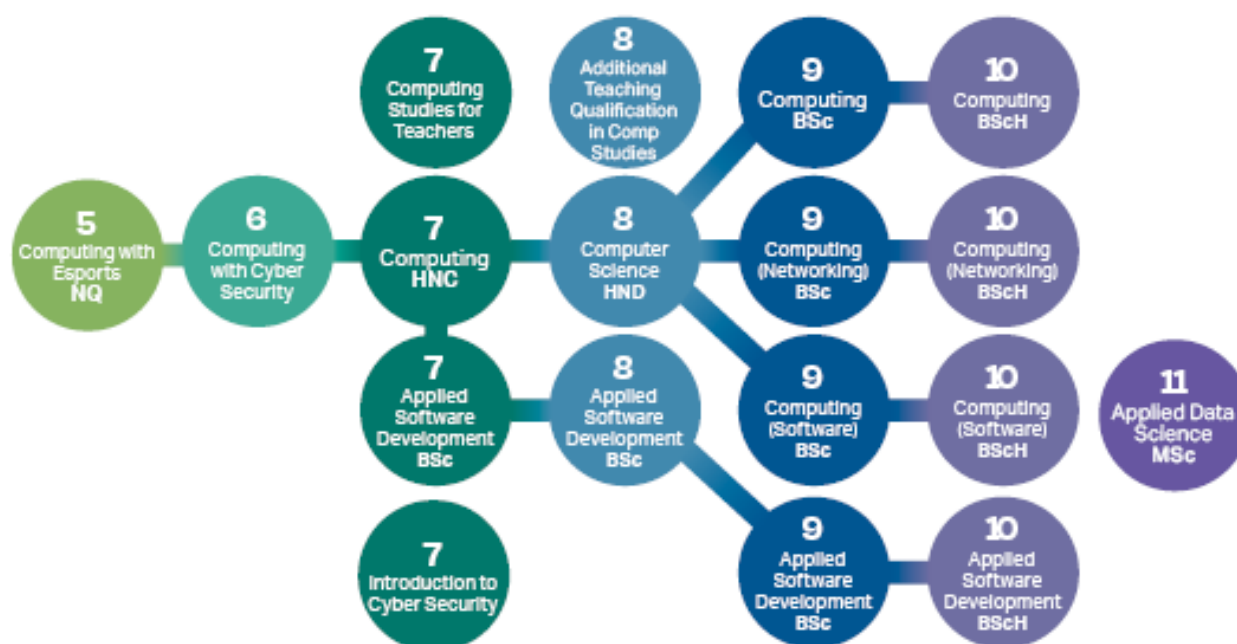 7
Computing
Studies for
Teachers
8
Additional
Teaching
Qualification
in Comp
Studies
9
Computing
BSc
10
Computing
BScH
5
Computing with
Esports
NQ
6
Computing
with Cyber
Security
7
Computing
HNC
8
Computer
Science
HND
9
Computing
(Networking)
BSc
10
Computing
(Networking)
BScH
7
Applied
Software
Development
BSc
8
Applied
Software
Development
BSc
9
Computing
(Software)
BSc
10
Computing
(Software)
BScH
11
Applied Data
Science
MSc
7
Introduction to
Cyber Security
9
Applied
Software
Development
BSc
10
Applied
Software
Development
BScH